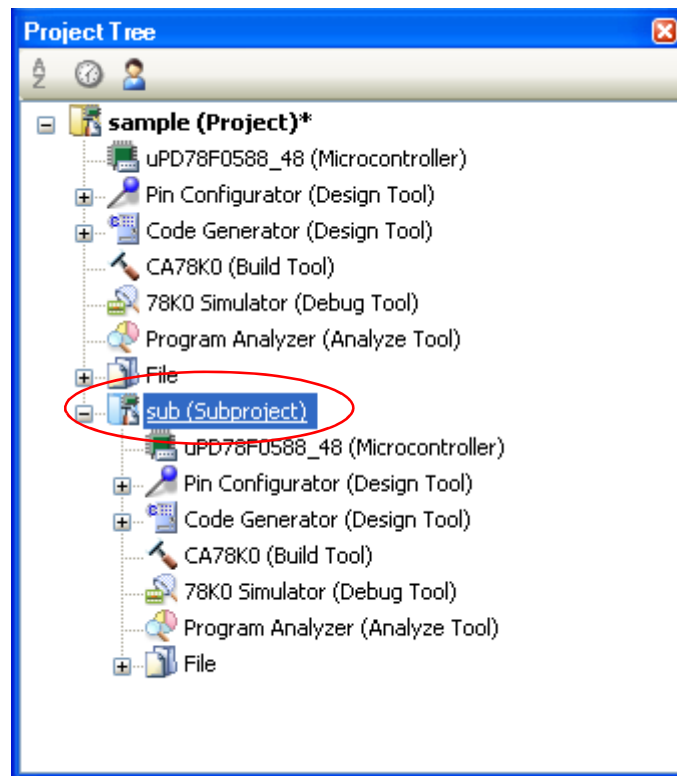 Project Tree
sample (Project)*
uPD78F0588_48 (Microcontroller)
Pin Configurator (Design Tool)
Code Generator (Design Tool)
CA78K0 (Build Tool)
78K0 Simulator (Debug Tool)
Program Analyzer (Analyze Tool)
File
sub (Subproject)
uPD78F0588_48 (Microcontroller)
Pin Configurator (Design Tool)
Code Generator (Design Tool)
CA78K0 (Build Tool)
78K0 Simulator (Debug Tool)
Program Analyzer (Analyze Tool)
File